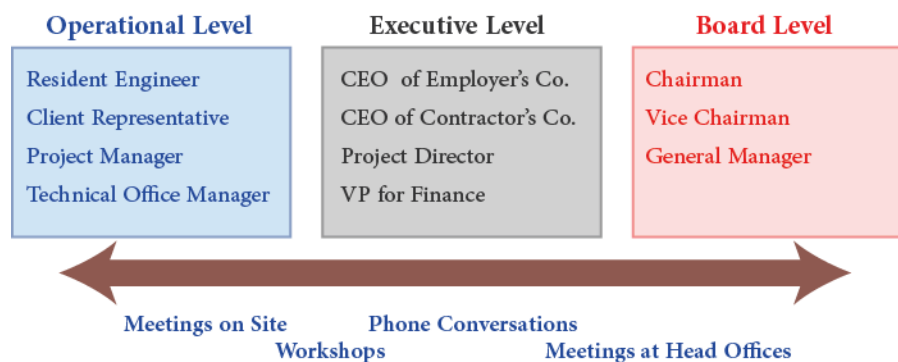 Operational Level
Resident Engineer
Client Representative
Project Manager
Technical Office Manager
Executive Level
CEO of Employer's Co.
CEO of Contractor's Co.
Project Director
VP for Finance
Board Level
Chairman
Vice Chairman
General Manager
Meetings on Site
Phone Conversations
Workshops
Meetings at Head Offices